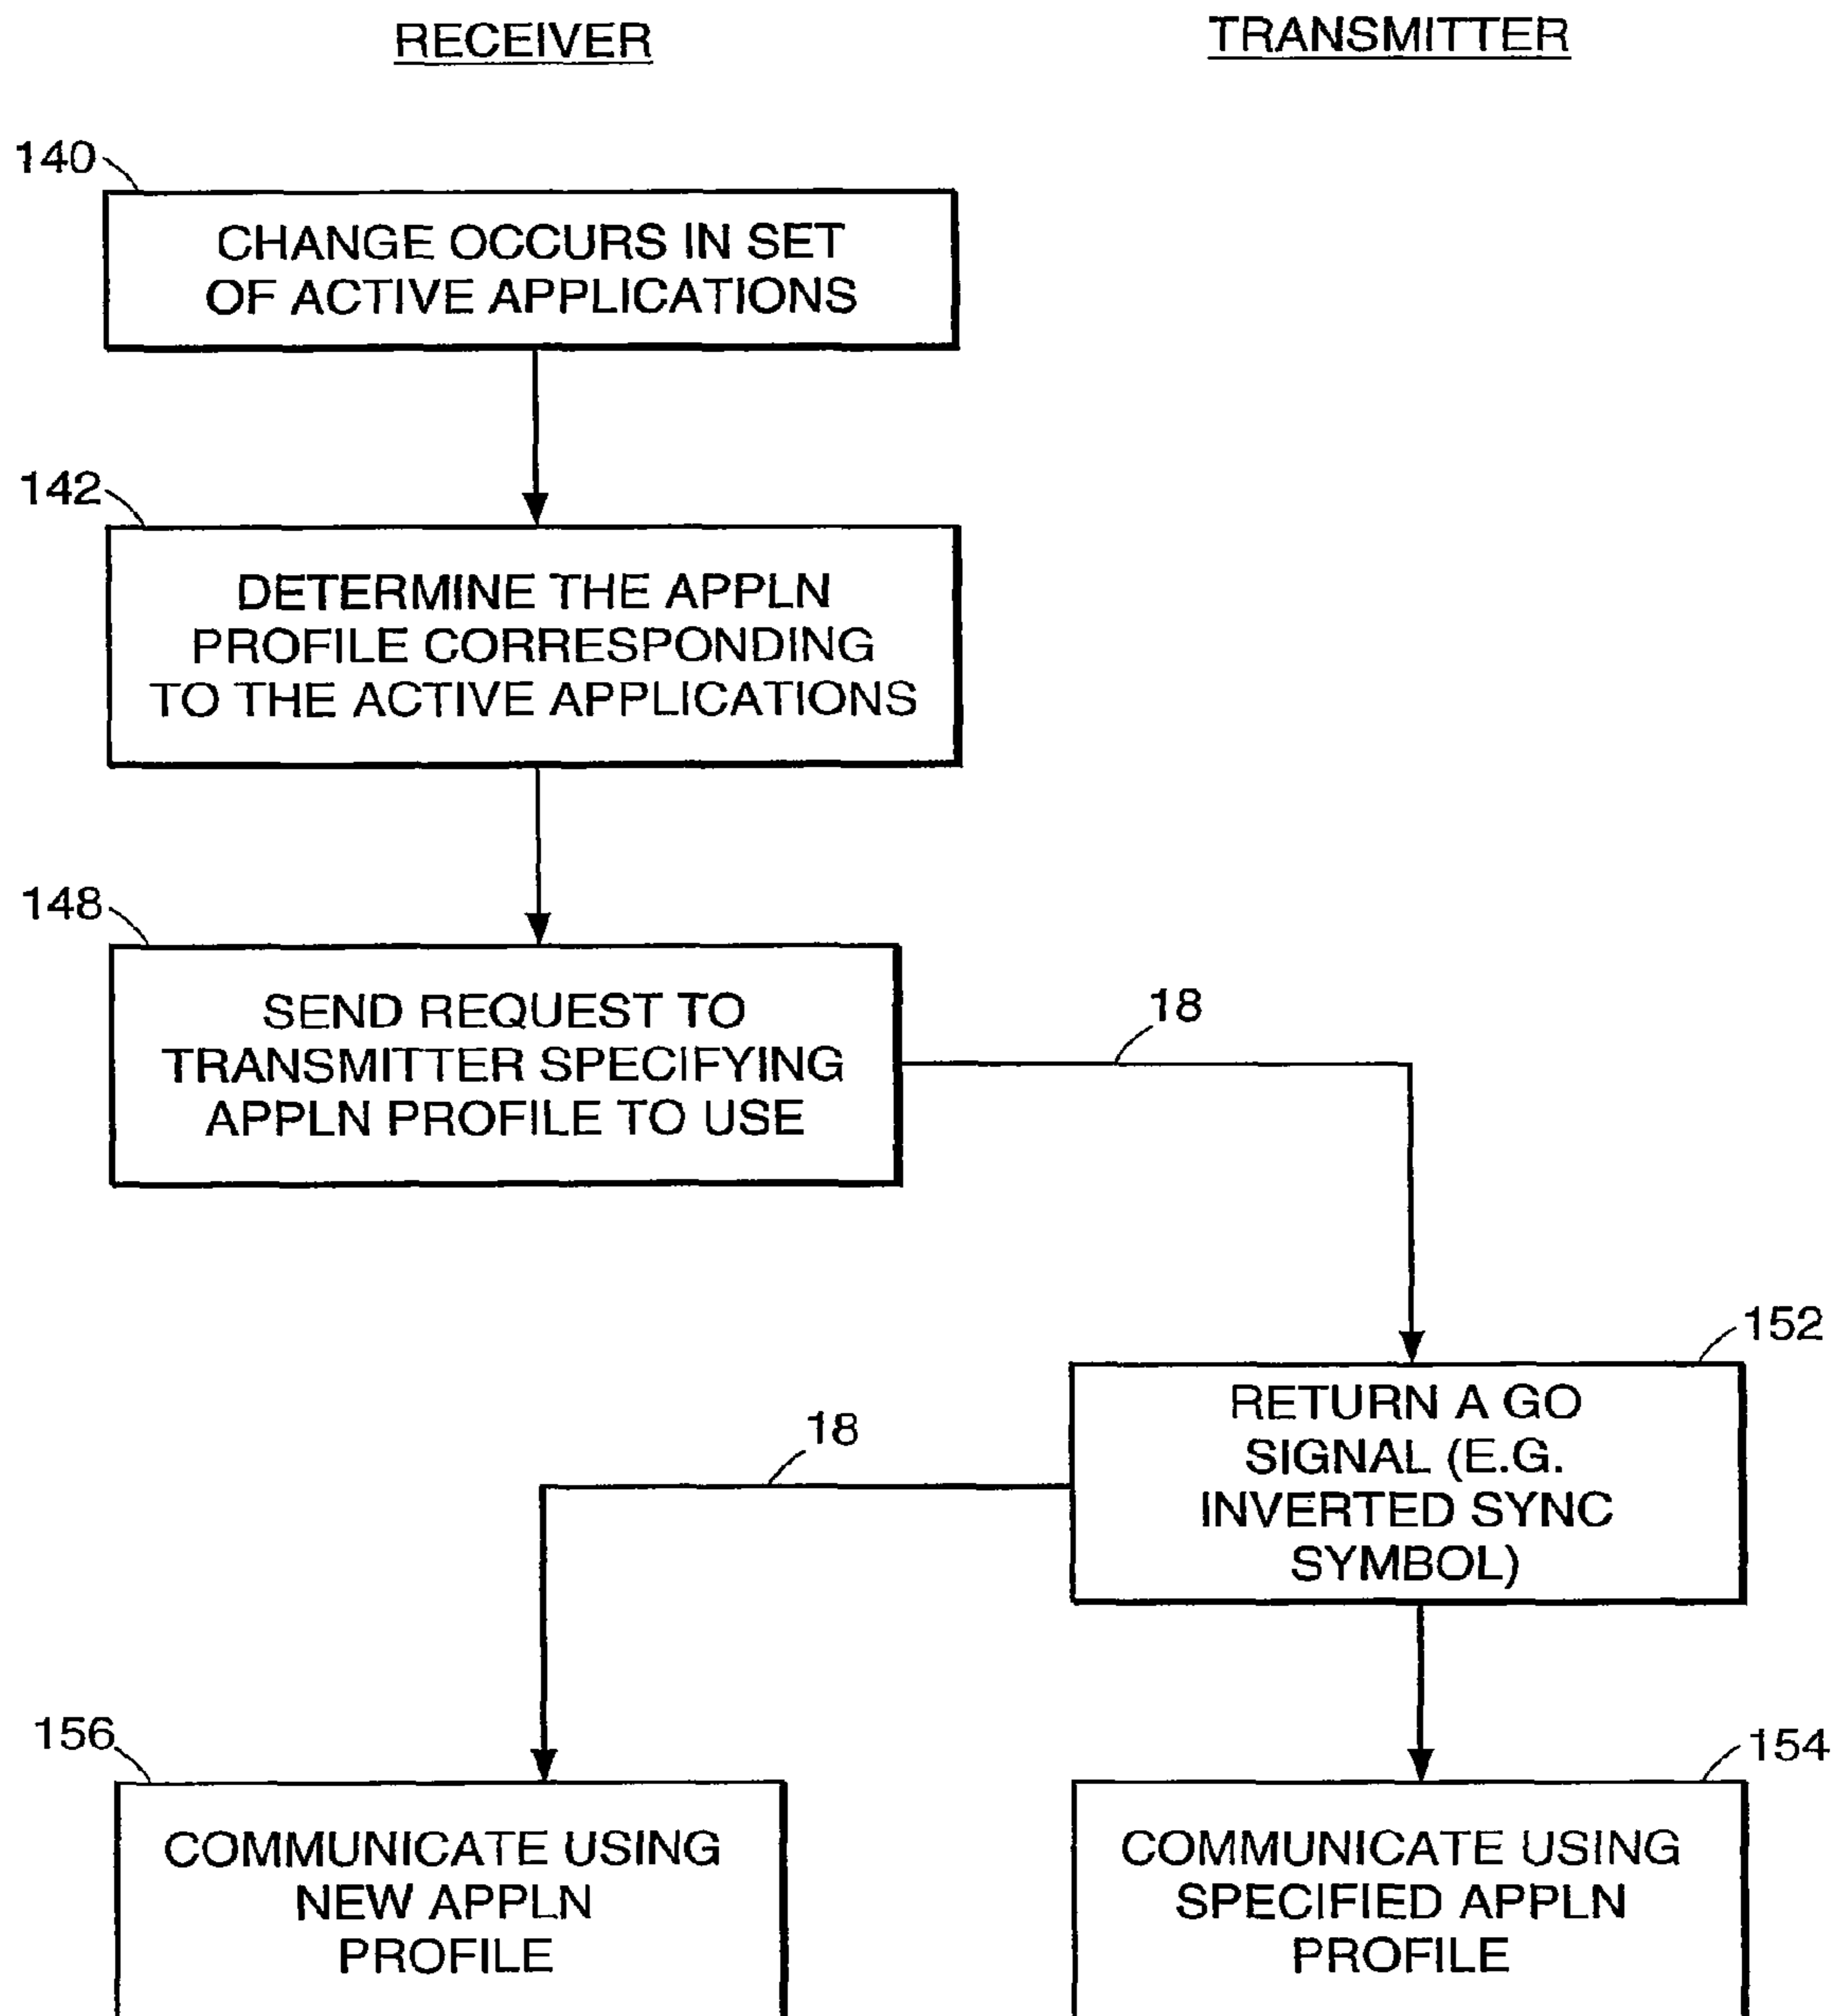 RECEIVER
TRANSMITTER
140
CHANGE OCCURS IN SET
OF ACTIVE APPLICATIONS
142
DETERMINE THE APPLN
PROFILE CORRESPONDING
TO THE ACTIVE APPLICATIONS
148
SEND REQUEST TO
TRANSMITTER SPECIFYING
APPLN PROFILE TO USE
18
152
RETURN A GO
SIGNAL (E.G.
INVERTED SYNC
SYMBOL)
18
156
COMMUNICATE USING
NEW APPLN
PROFILE
154
COMMUNICATE USING
SPECIFIED APPLN
PROFILE